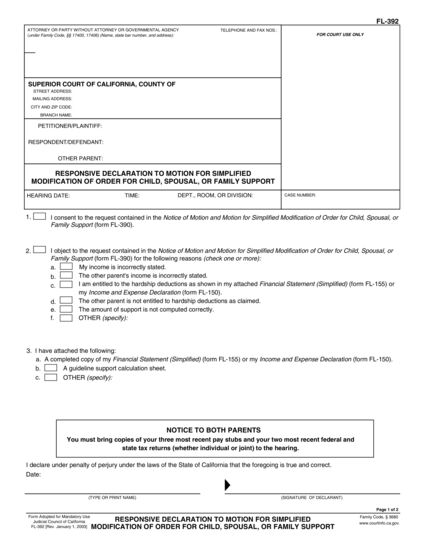 FL-392
ATTORNEY OR PARTY WITHOUT ATTORNEY OR GOVERNMENTAL AGENCY
TELEPHONE AND FAX NOS.:
(under Family Code, §§ 17400, 17406) (Name, state bar number, and address):
FOR COURT USE ONLY
SUPERIOR COURT OF CALIFORNIA, COUNTY OF
STREET ADDRESS:
MAILING ADDRESS:
CITY AND ZIP CODE:
BRANCH NAME:
PETITIONER/PLAINTIFF:
RESPONDENT/DEFENDANT:
OTHER PARENT:
RESPONSIVE DECLARATION TO MOTION FOR SIMPLIFIED
MODIFICATION OF ORDER FOR CHILD, SPOUSAL, OR FAMILY SUPPORT
HEARING DATE:
TIME:
DEPT., ROOM, OR DIVISION:
CASE NUMBER:
1. I consent to the request contained in the Notice of Motion and Motion for Simplified Modification of Order for Child, Spousal, or
Family Support (form FL-390).
2. I object to the request contained in the Notice of Motion and Motion for Simplified Modification of Order for Child, Spousal, or
Family Support (form FL-390) for the following reasons (check one or more):
a. My income is incorrectly stated.
b. The other parent's income is incorrectly stated.
c. I am entitled to the hardship deductions as shown in my attached Financial Statement (Simplified) (form FL-155) or
my Income and Expense Declaration (form FL-150).
d. The other parent is not entitled to hardship deductions as claimed.
e. The amount of support is not computed correctly.
f. OTHER (specify):
3. I have attached the following:
a. A completed copy of my Financial Statement (Simplified) (form FL-155) or my Income and Expense Declaration (form FL-150).
b. A guideline support calculation sheet.
c. OTHER (specify):
NOTICE TO BOTH PARENTS
You must bring copies of your three most recent pay stubs and your two most recent federal and
state tax returns (whether individual or joint) to the hearing.
I declare under penalty of perjury under the laws of the State of California that the foregoing is true and correct.
Date:
(TYPE OR PRINT NAME)
(SIGNATURE OF DECLARANT)
Page 1 of 2
Form Adopted for Mandatory Use
Judicial Council of California
FL-392 [Rev. January 1, 2003]
RESPONSIVE DECLARATION TO MOTION FOR SIMPLIFIED
MODIFICATION OF ORDER FOR CHILD, SPOUSAL, OR FAMILY SUPPORT
Family Code, § 3680
www.courtinfo.ca.gov